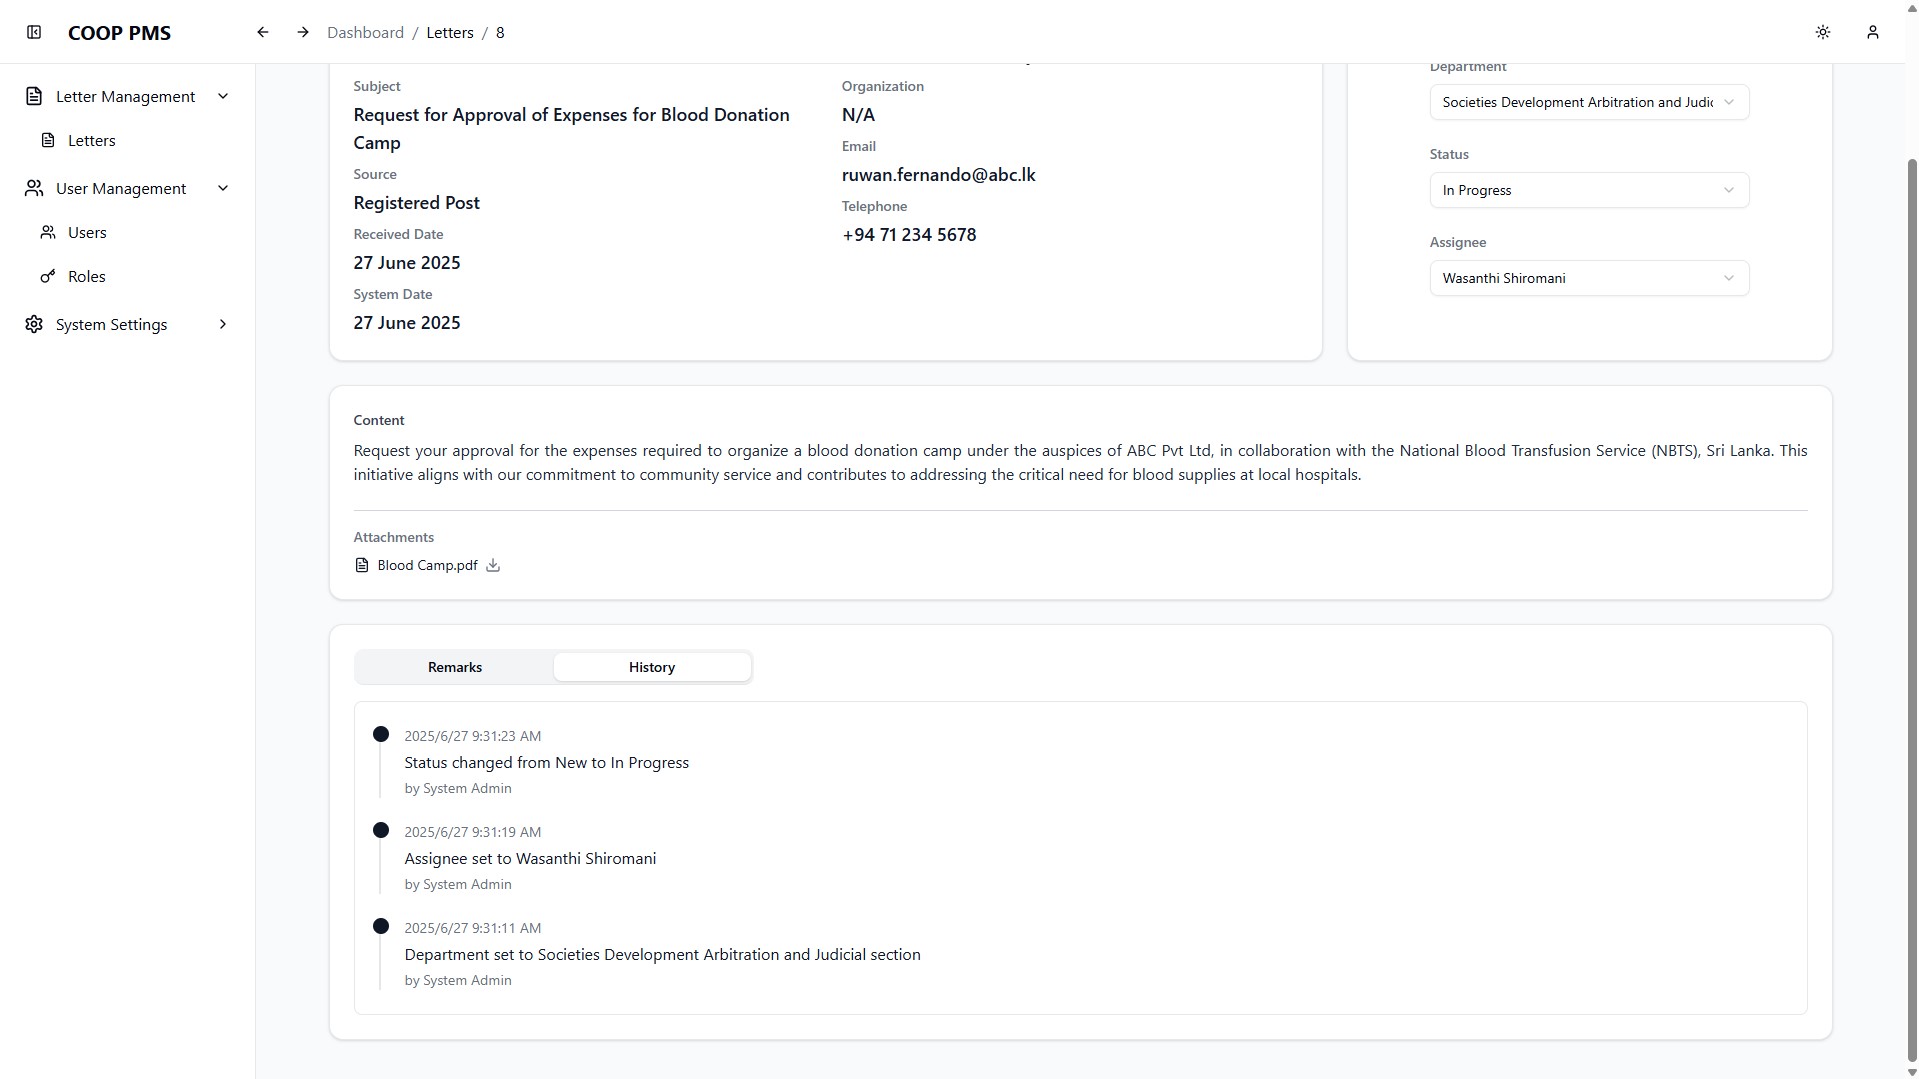 COOP PMS
Dashboard / Letters / 8
Letter Management
Letters
User Management
Users
Roles
System Settings
Subject
Request for Approval of Expenses for Blood Donation
Camp
Source
Registered Post
Received Date
27 June 2025
System Date
27 June 2025
Organization
N/A
Email
ruwan.fernando@abc.lk
Telephone
+94 71 234 5678
Department
Societies Development Arbitration and Judic
Status
In Progress
Assignee
Wasanthi Shiromani
Content
Request your approval for the expenses required to organize a blood donation camp under the auspices of ABC Pvt Ltd, in collaboration with the National Blood Transfusion Service (NBTS), Sri Lanka. This
initiative aligns with our commitment to community service and contributes to addressing the critical need for blood supplies at local hospitals.
Attachments
Blood Camp.pdf
Remarks
History
2025/6/27 9:31:23 AM
Status changed from New to In Progress
by System Admin
2025/6/27 9:31:19 AM
Assignee set to Wasanthi Shiromani
by System Admin
2025/6/27 9:31:11 AM
Department set to Societies Development Arbitration and Judicial section
by System Admin